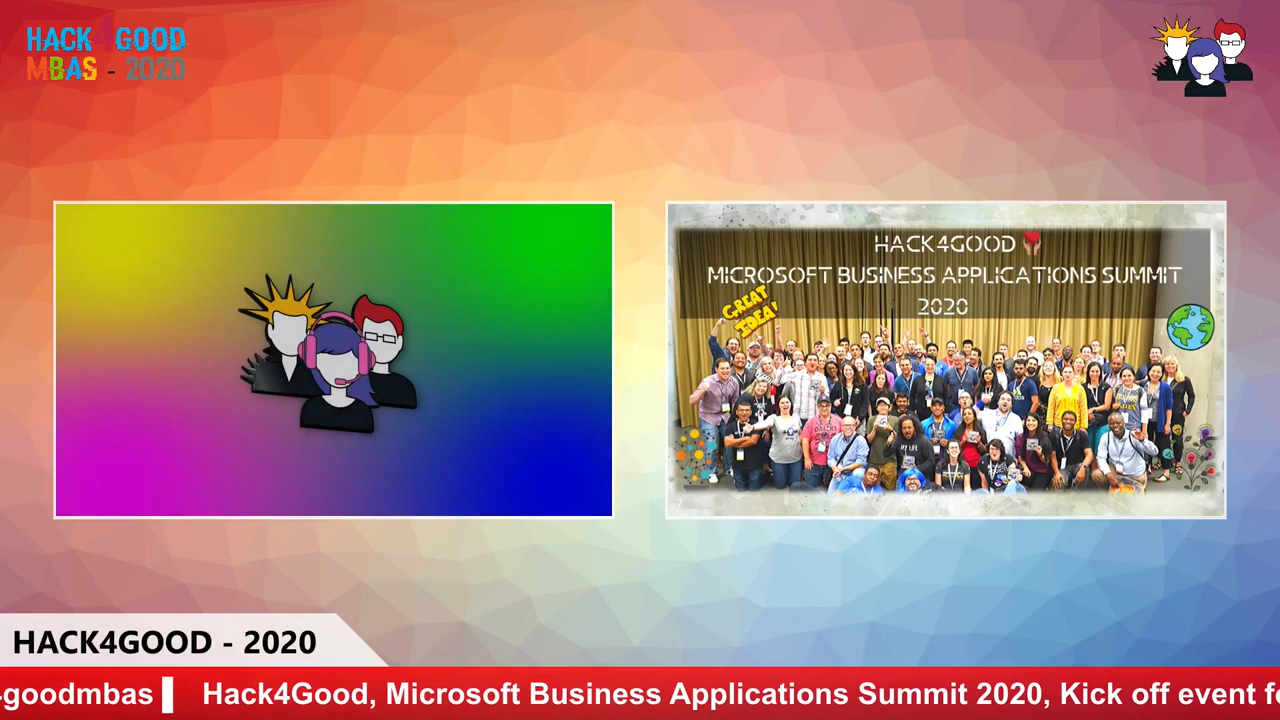 HACK4GOOD
MBAS - 2020
HACK4GOOD
MICROSOFT BUSINESS APPLICATIONS SUMMIT
2020
GREAT
IDEA!
HACK4GOOD - 2020
-goodmbas Hack4Good, Microsoft Business Applications Summit 2020, Kick off event fo